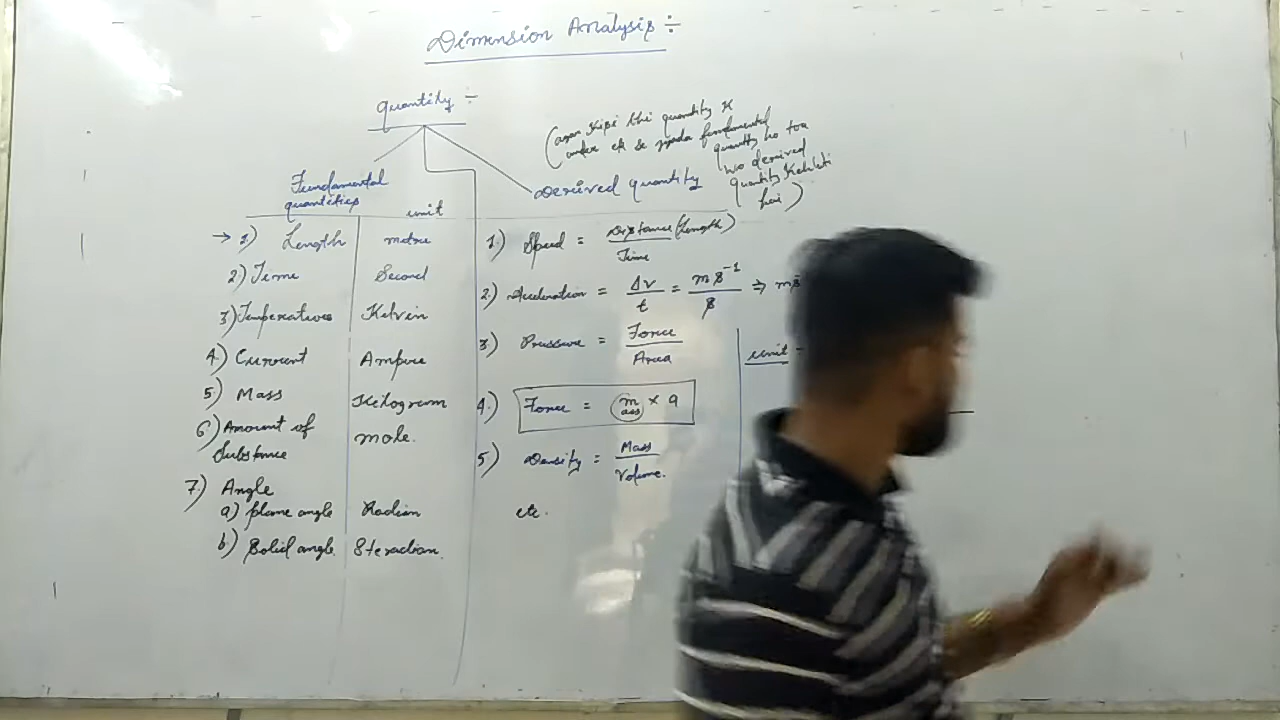 Dimension Analysis ÷
quantity ÷
(agar kisi bhi quantity k
under ek se jyada fundamental
quantity ho toa
wo derived
quantity Kehlati
hai)
Fundamental
quantities
unit
Derived quantity
→ 1) Length metre
2) Time Second
3) Temperatures Kelvin
4) Current Ampere
5) Mass Kilogram
6) Amount of
Substance mole.
7) Angle
a) plane angle Radian
b) Solid angle Steradian.
1.) Speed = Distance (Length) / Time
2) Acceleration = Δv / t = m s⁻¹ / s ⇒ ms
3) Pressure = Force / Area
4.) Force = mass × a
5) Density = Mass / Volume.
etc.
unit -